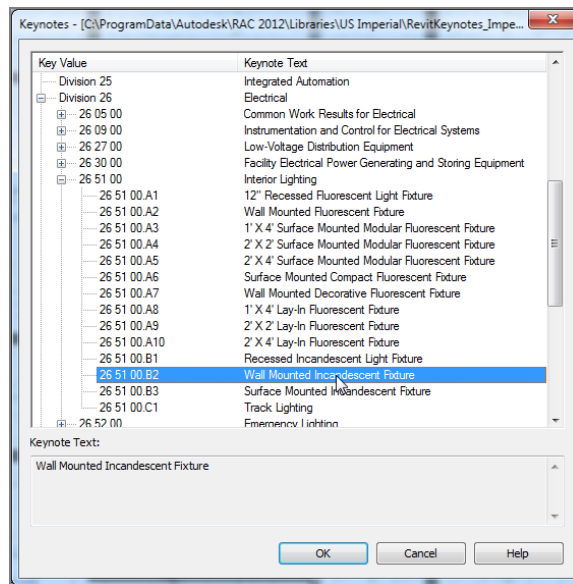 Keynotes - [C:\ProgramData\Autodesk\RAC 2012\Libraries\US Imperial\RevitKeynotes_Impe...
Key Value Keynote Text
Division 25 Integrated Automation
Division 26 Electrical
26 05 00 Common Work Results for Electrical
26 09 00 Instrumentation and Control for Electrical Systems
26 27 00 Low-Voltage Distribution Equipment
26 30 00 Facility Electrical Power Generating and Storing Equipment
26 51 00 Interior Lighting
26 51 00.A1 12" Recessed Fluorescent Light Fixture
26 51 00.A2 Wall Mounted Fluorescent Fixture
26 51 00.A3 1' X 4' Surface Mounted Modular Fluorescent Fixture
26 51 00.A4 2' X 2' Surface Mounted Modular Fluorescent Fixture
26 51 00.A5 2' X 4' Surface Mounted Modular Fluorescent Fixture
26 51 00.A6 Surface Mounted Compact Fluorescent Fixture
26 51 00.A7 Wall Mounted Decorative Fluorescent Fixture
26 51 00.A8 1' X 4' Lay-In Fluorescent Fixture
26 51 00.A9 2' X 2' Lay-In Fluorescent Fixture
26 51 00.A10 2' X 4' Lay-In Fluorescent Fixture
26 51 00.B1 Recessed Incandescent Light Fixture
26 51 00.B2 Wall Mounted Incandescent Fixture
26 51 00.B3 Surface Mounted Incandescent Fixture
26 51 00.C1 Track Lighting
26 52 00 Emergency Lighting
Keynote Text:
Wall Mounted Incandescent Fixture
OK Cancel Help